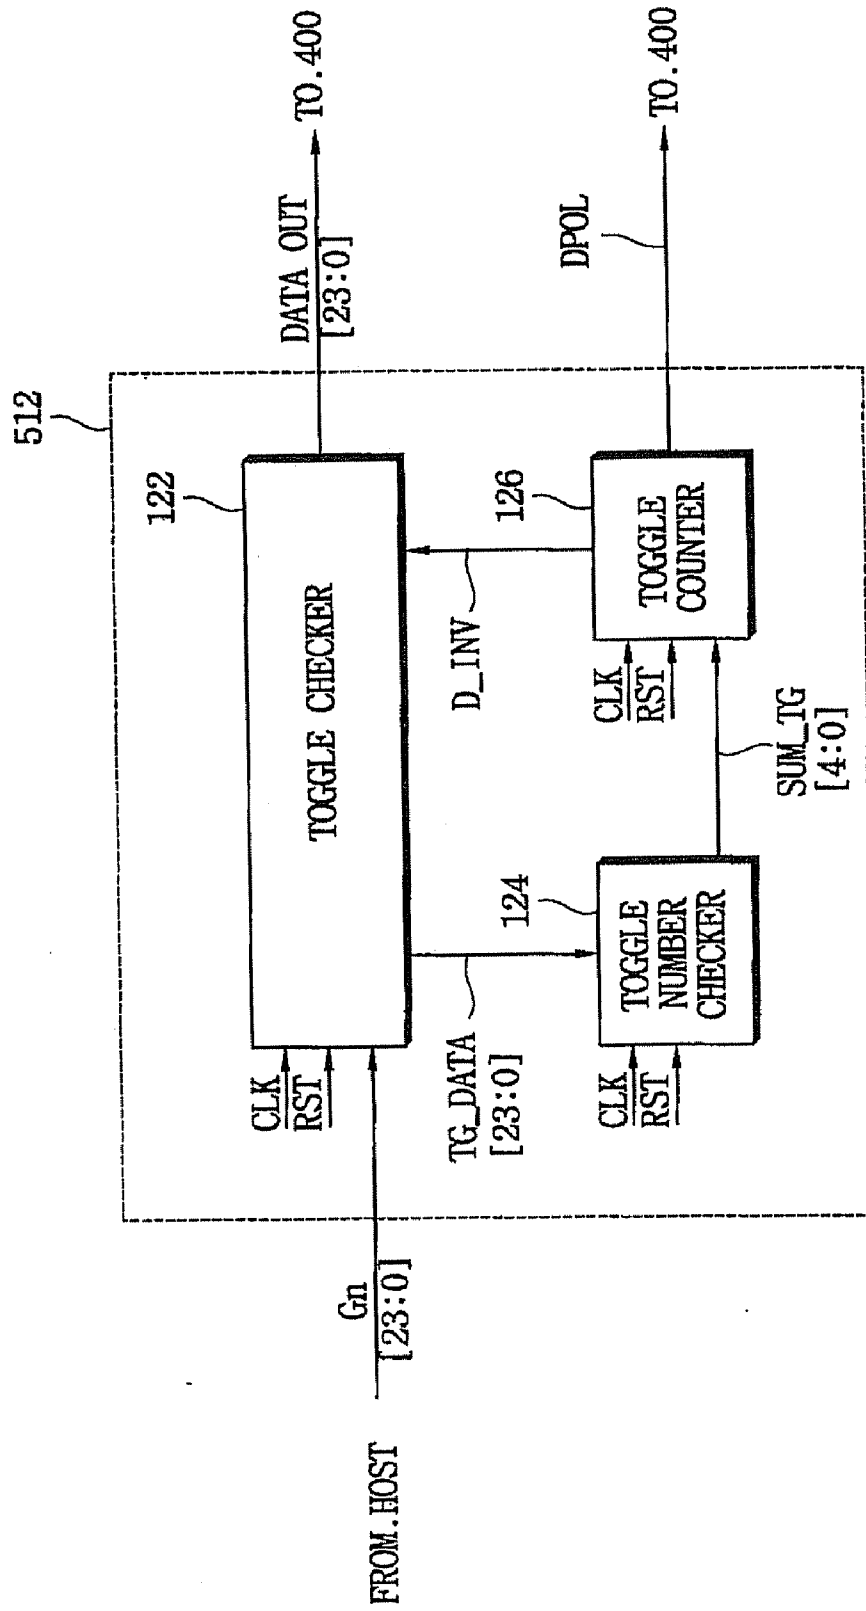 512
122
TOGGLE CHECKER
CLK
RST
FROM.HOST
Gn
[23:0]
DATA OUT
[23:0]
TO.400
TG_DATA
[23:0]
D_INV
124
TOGGLE
NUMBER
CHECKER
CLK
RST
SUM_TG
[4:0]
126
TOGGLE
COUNTER
CLK
RST
DPOL
TO.400